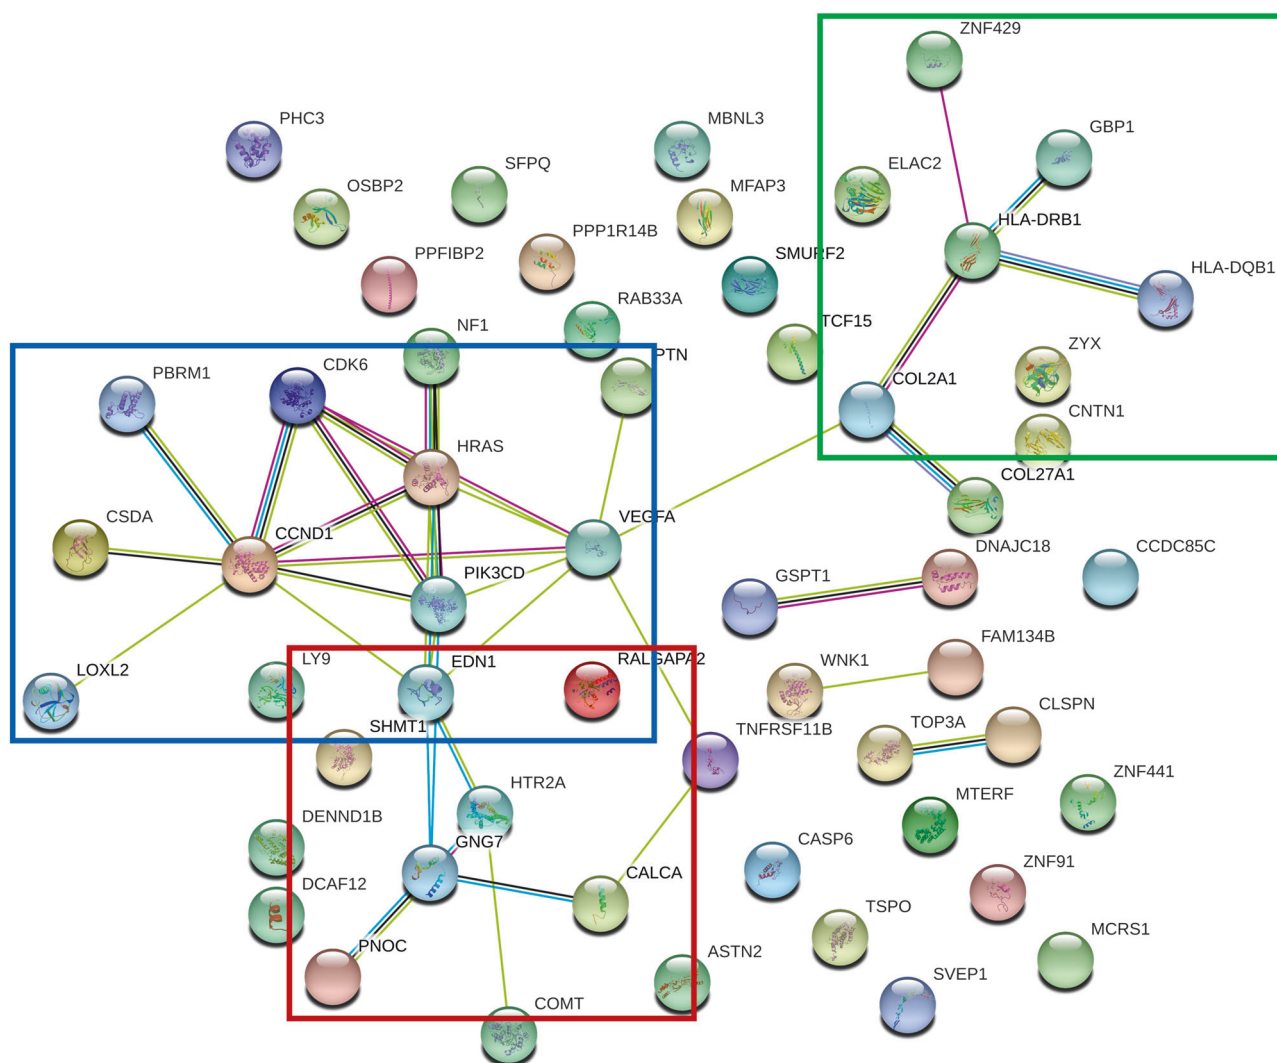 ZNF429
PHC3
MBNL3
GBP1
SFPQ
ELAC2
OSBP2
MFAP3
HLA-DRB1
PPP1R14B
PPFIBP2
SMURF2
HLA-DQB1
RAB33A
NF1
TCF15
ZYX
PTN
CDK6
PBRM1
COL2A1
CNTN1
HRAS
COL27A1
CSDA
VEGFA
CCND1
DNAJC18
CCDC85C
PIK3CD
GSPT1
FAM134B
LY9
EDN1
RALGAPA2
WNK1
LOXL2
CLSPN
SHMT1
TNFRSF11B
TOP3A
ZNF441
HTR2A
MTERF
DENND1B
GNG7
CASP6
ZNF91
CALCA
DCAF12
TSPO
MCRS1
PNOC
ASTN2
SVEP1
COMT